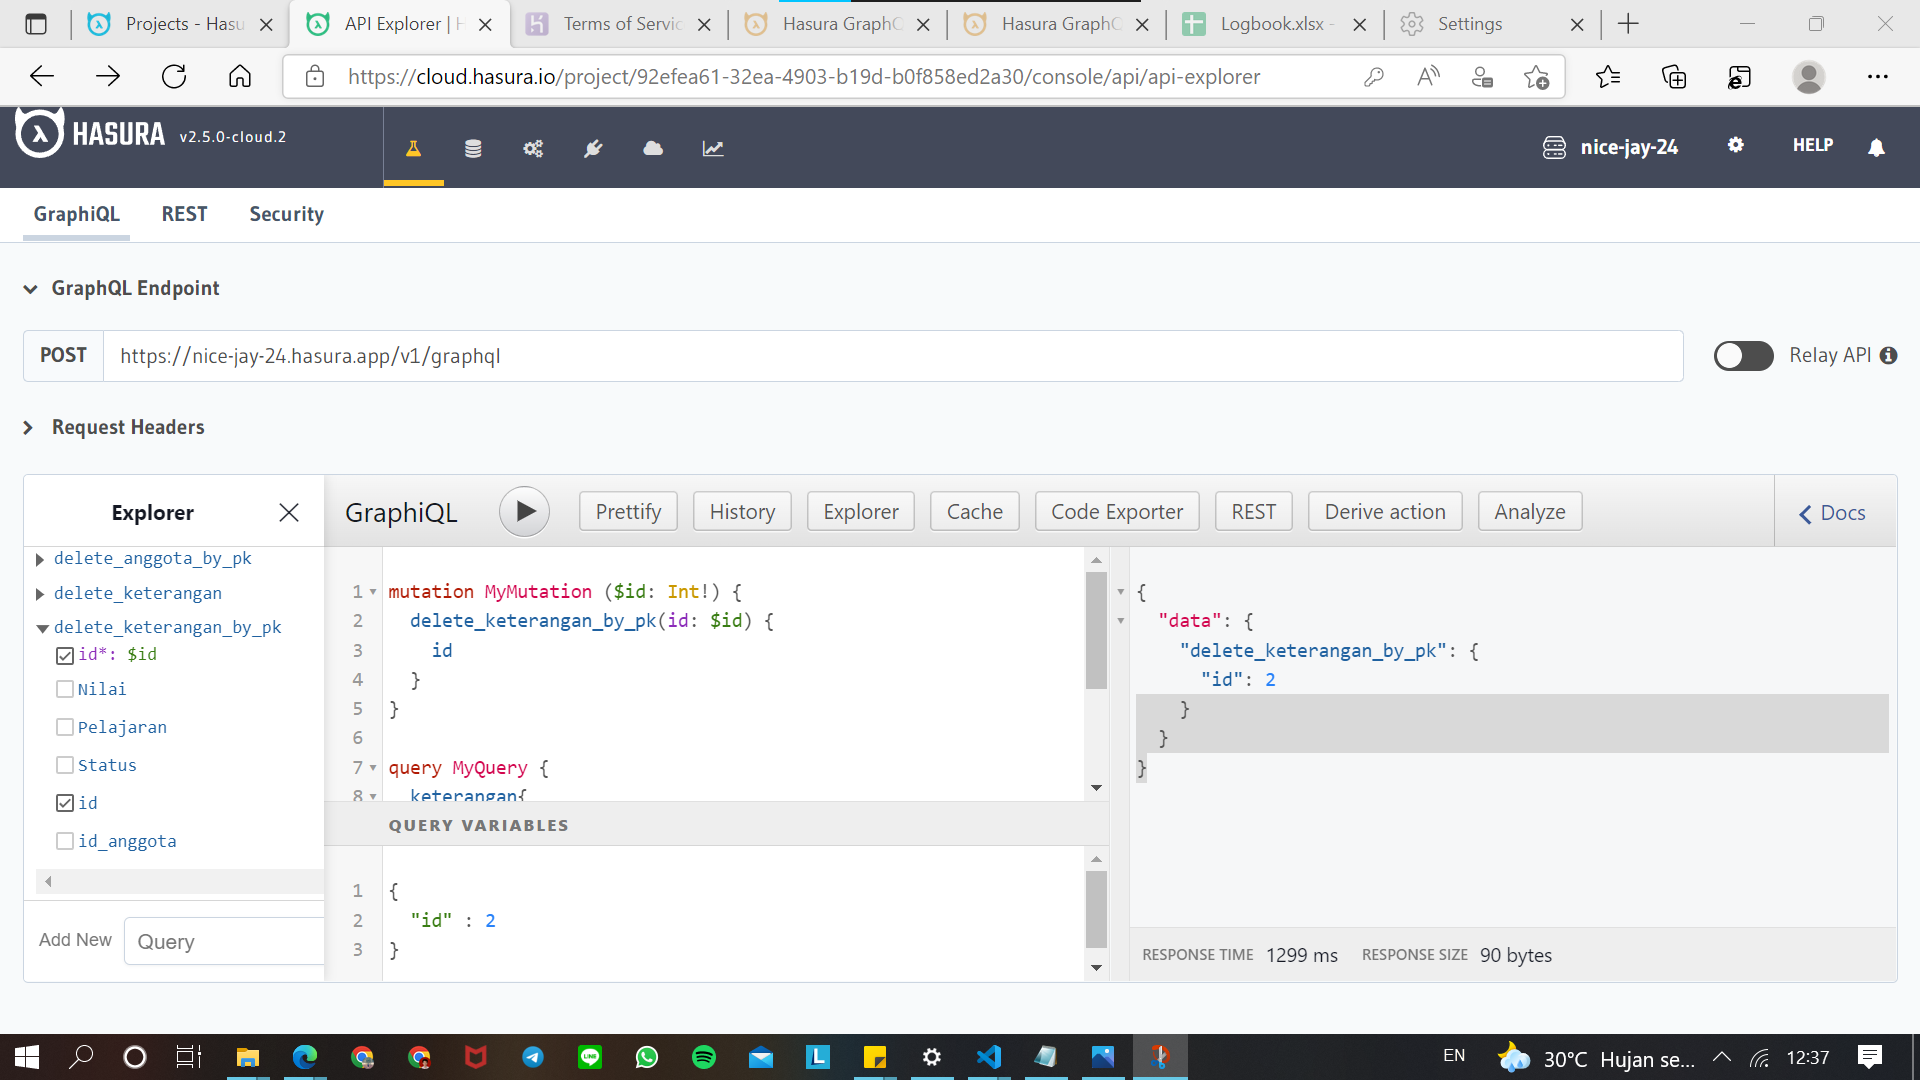 Projects - Hasu
API Explorer | H
Terms of Servic
Hasura GraphQ
Hasura GraphQ
Logbook.xlsx -
Settings
https://cloud.hasura.io/project/92efea61-32ea-4903-b19d-b0f858ed2a30/console/api/api-explorer
HASURA v2.5.0-cloud.2
nice-jay-24
HELP
GraphiQL REST Security
GraphQL Endpoint
POST https://nice-jay-24.hasura.app/v1/graphql
Relay API
Request Headers
Explorer
GraphiQL Prettify History Explorer Cache Code Exporter REST Derive action Analyze Docs
delete_anggota_by_pk
delete_keterangan
delete_keterangan_by_pk
id*: $id
Nilai
Pelajaran
Status
id
id_anggota
Add New Query
1 mutation MyMutation ($id: Int!) {
2 delete_keterangan_by_pk(id: $id) {
3 id
4 }
5 }
6
7 query MyQuery {
8 keterangan{
QUERY VARIABLES
1 {
2 "id" : 2
3 }
{
"data": {
"delete_keterangan_by_pk": {
"id": 2
}
}
}
RESPONSE TIME 1299 ms RESPONSE SIZE 90 bytes
EN 30°C Hujan se... 12:37